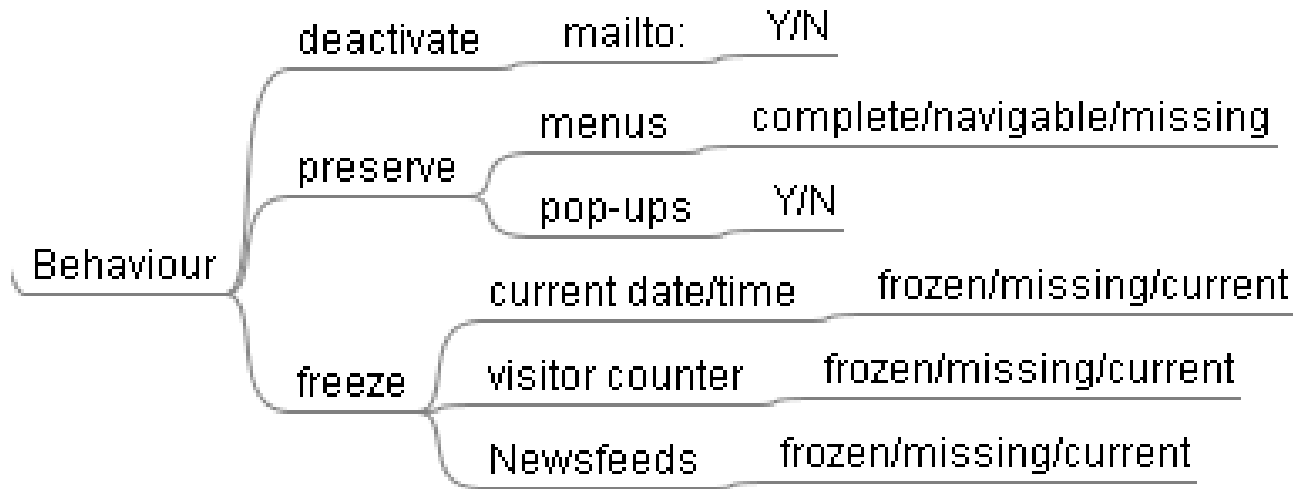 deactivate mailto: Y/N
menus complete/navigable/missing
preserve
pop-ups Y/N
Behaviour
current date/time frozen/missing/current
freeze visitor counter frozen/missing/current
Newsfeeds frozen/missing/current